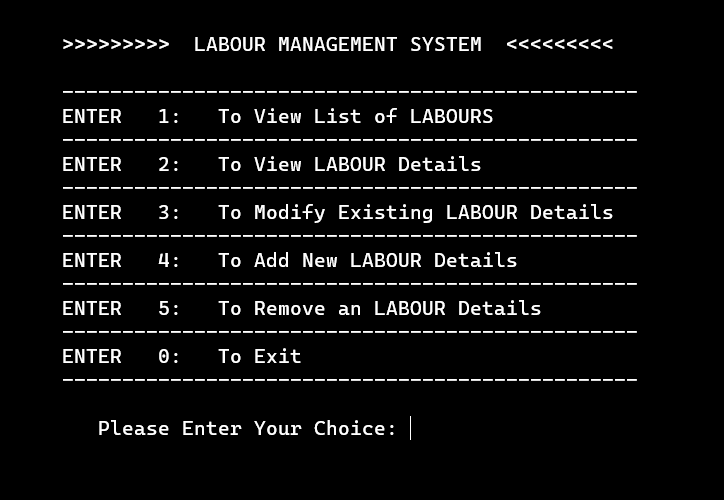 >>>>>>>>>  LABOUR MANAGEMENT SYSTEM  <<<<<<<<<
________________________________________________
ENTER   1:   To View List of LABOURS
------------------------------------------------
ENTER   2:   To View LABOUR Details
------------------------------------------------
ENTER   3:   To Modify Existing LABOUR Details
------------------------------------------------
ENTER   4:   To Add New LABOUR Details
------------------------------------------------
ENTER   5:   To Remove an LABOUR Details
------------------------------------------------
ENTER   0:   To Exit
------------------------------------------------
Please Enter Your Choice: